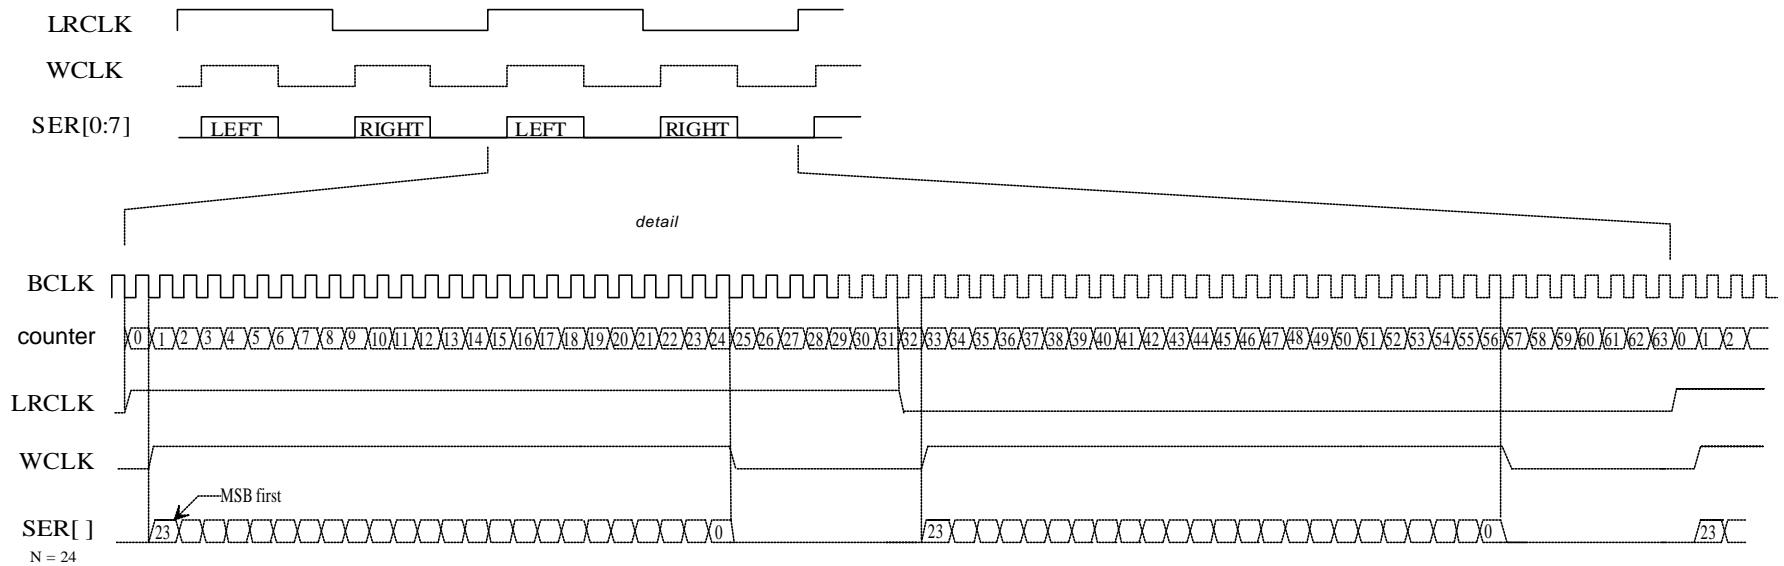 LRCLK
WCLK
SER[0:7] LEFT RIGHT LEFT RIGHT
detail
BCLK
counter 0 1 2 3 4 5 6 7 8 9 10 11 12 13 14 15 16 17 18 19 20 21 22 23 24 25 26 27 28 29 30 31 32 33 34 35 36 37 38 39 40 41 42 43 44 45 46 47 48 49 50 51 52 53 54 55 56 57 58 59 60 61 62 63 0 1 2
LRCLK
WCLK
MSB first
SER[ ] 23 0 23 0 23
N = 24